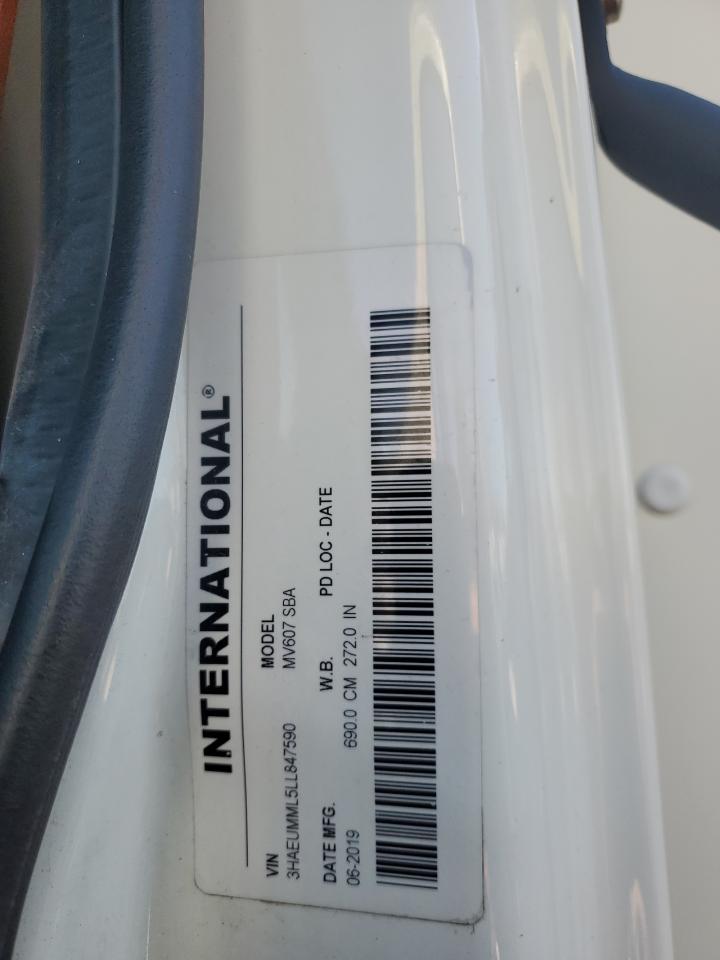 INTERNATIONAL®
VIN MODEL
3HAEUMML5LL847590 MV607 SBA
DATE MFG. W.B. PD LOC - DATE
06-2019 690.0 CM 272.0 IN